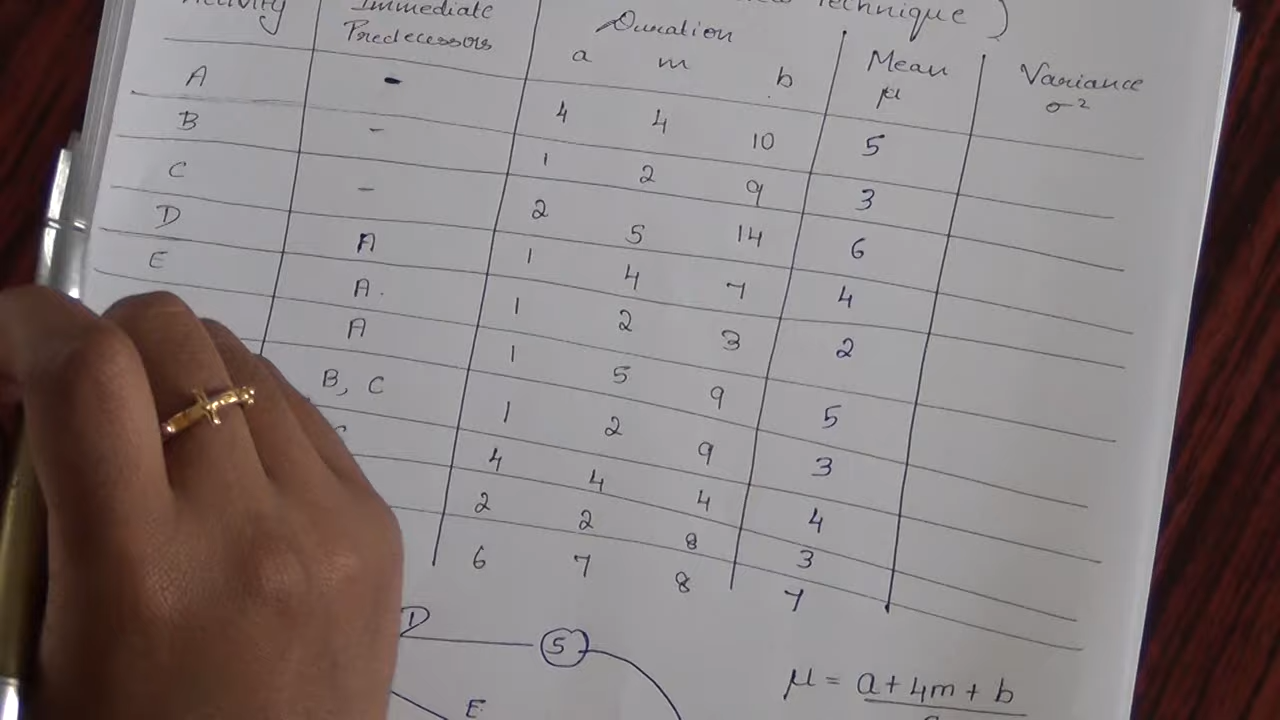 Technique )
Activity Immediate Predecessors Duration Mean μ Variance σ²
a m b
A - 4 4 10 5
B - 1 2 9 3
C - 2 5 14 6
D A 1 4 7 4
E A. 1 2 3 2
A 1 5 9 5
B, C 1 2 9 3
4 4 4 4
2 2 8 3
6 7 8 7
D 5
E
μ = a + 4m + b